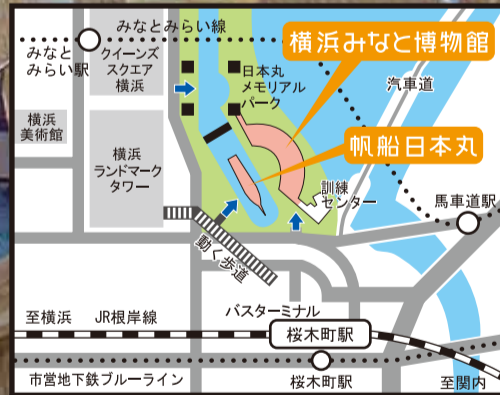 みなとみらい線
みなと
みらい駅
クイーンズ
スクエア
横浜
日本丸
メモリアル
パーク
横浜みなと博物館
汽車道
横浜
美術館
横浜
ランドマーク
タワー
帆船日本丸
訓練
センター
馬車道駅
動く歩道
バスターミナル
至横浜
JR根岸線
桜木町駅
市営地下鉄ブルーライン
桜木町駅
至関内